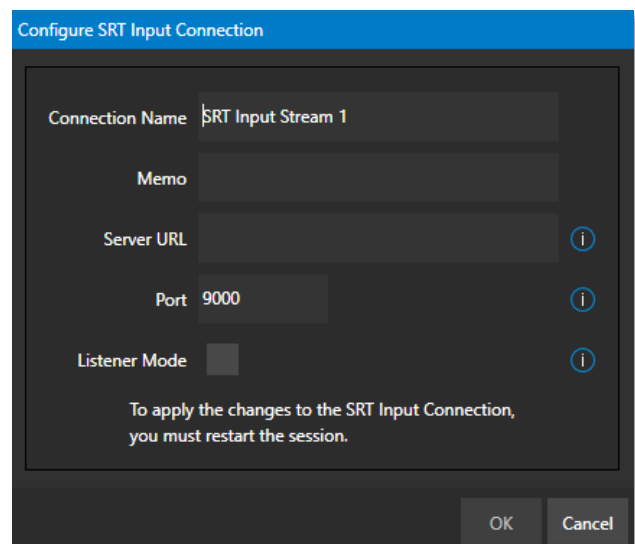 Configure SRT Input Connection
Connection Name SRT Input Stream 1
Memo
Server URL
Port 9000
Listener Mode
To apply the changes to the SRT Input Connection,
you must restart the session.
OK Cancel